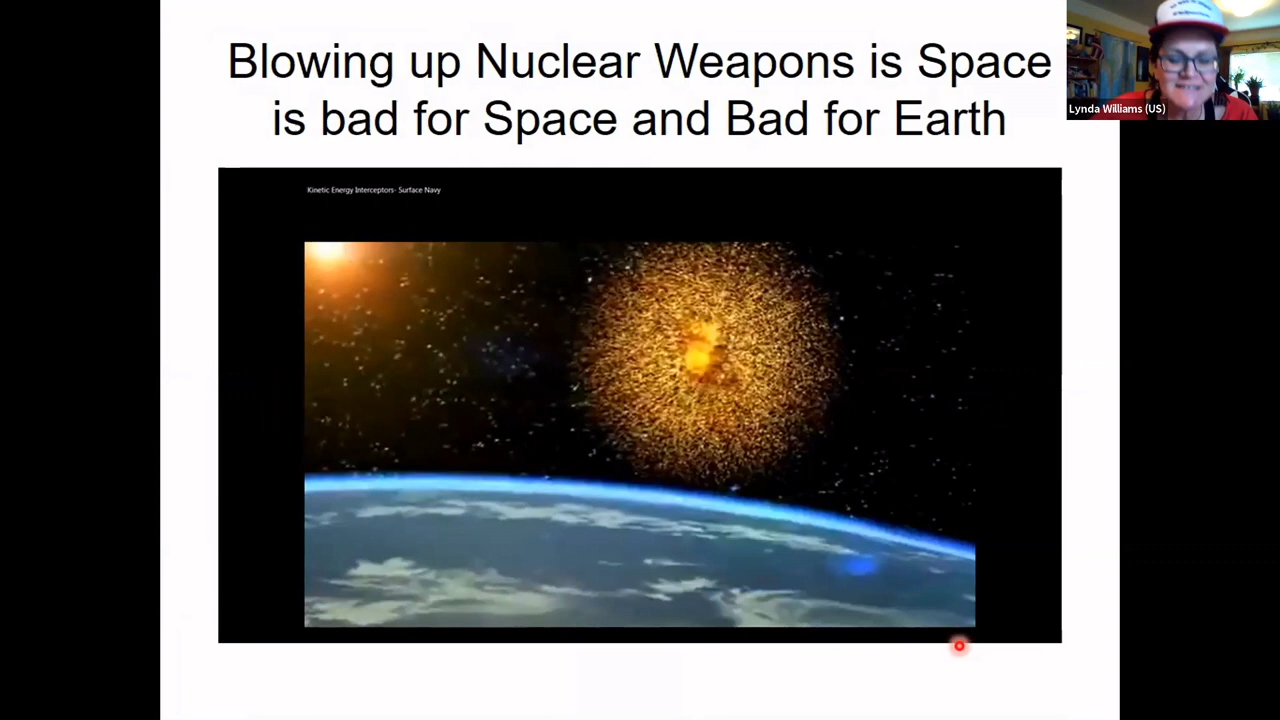 Blowing up Nuclear Weapons is Space
is bad for Space and Bad for Earth
Lynda Williams (US)
Kinetic Energy Interceptors- Surface Navy